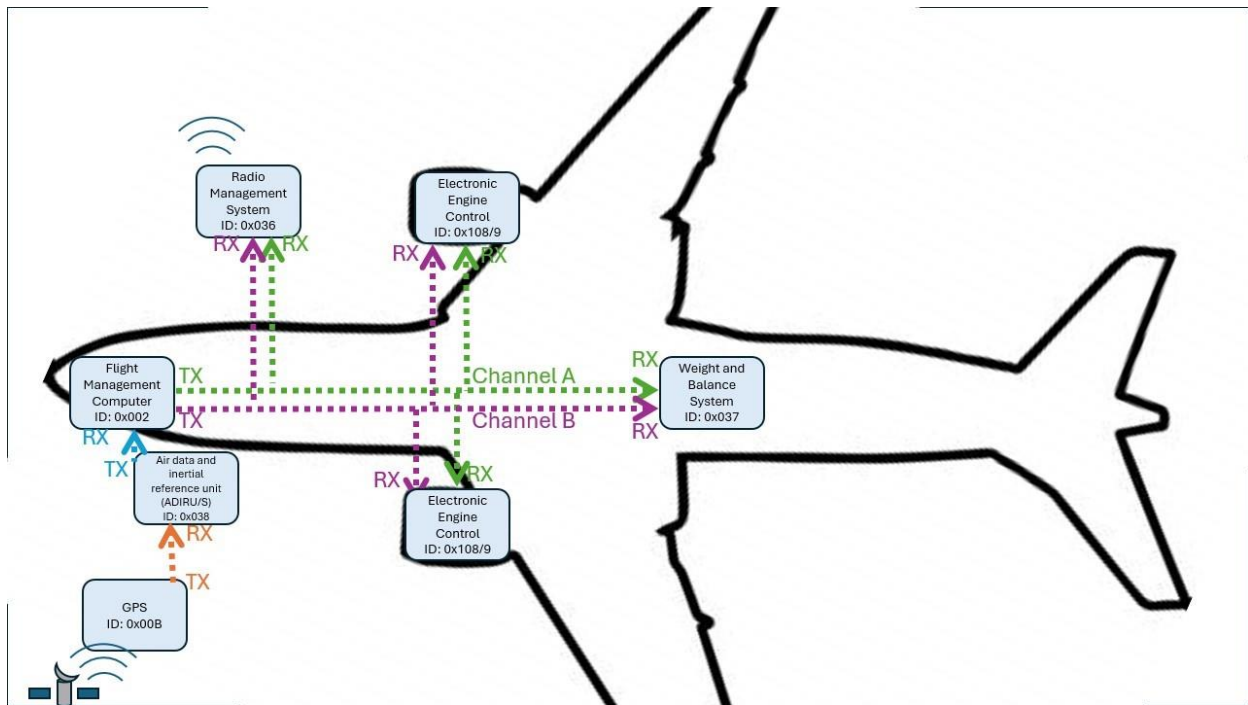 Radio
Management
System
ID: 0x036
RX
RX
Electronic
Engine
Control
ID: 0x108/9
RX
RX
Flight
Management
Computer
ID: 0x002
TX
TX
Channel A
Channel B
RX
RX
Weight and
Balance
System
ID: 0x037
RX
TX
Air data and
inertial
reference unit
(ADIRU/S)
ID: 0x038
RX
TX
GPS
ID: 0x00B
RX
RX
Electronic
Engine
Control
ID: 0x108/9